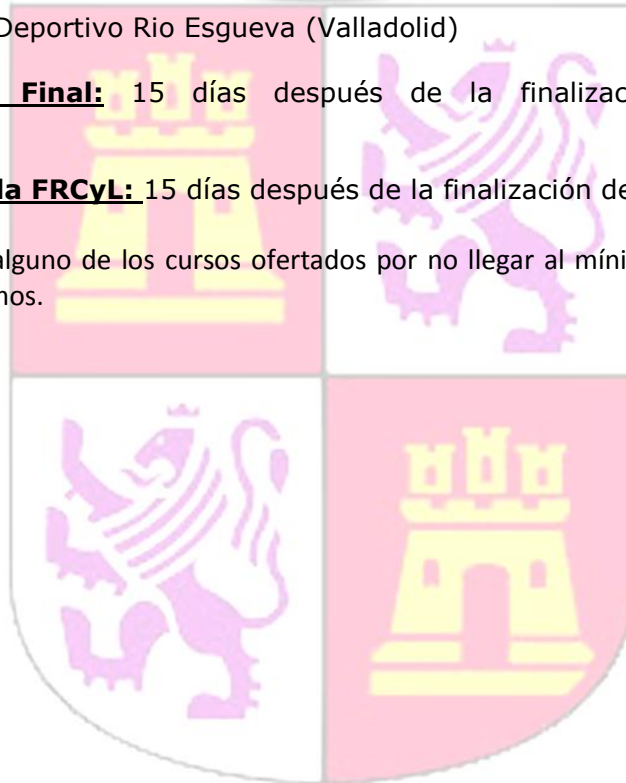 Deportivo Rio Esgueva (Valladolid)
Final: 15 días después de la finalizac
la FRCyL: 15 días después de la finalización de
alguno de los cursos ofertados por no llegar al míni
nos.